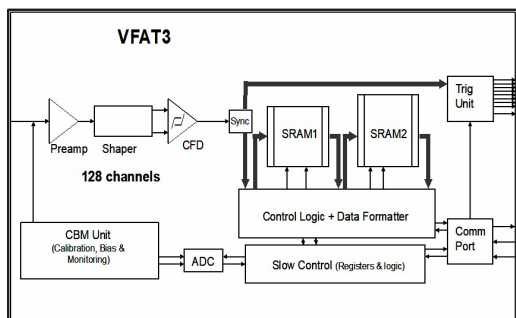 VFAT3
Preamp
Shaper
CFD
Sync
SRAM1
SRAM2
Trig
Unit
128 channels
Control Logic + Data Formatter
Comm
Port
CBM Unit
(Calibration, Bias &
Monitoring)
ADC
Slow Control (Registers & logic)